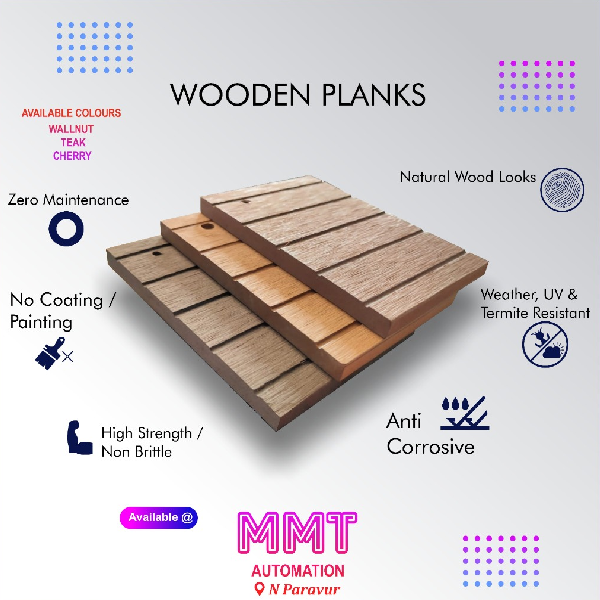 WOODEN PLANKS
AVAILABLE COLOURS
WALLNUT
TEAK
CHERRY
Natural Wood Looks
Zero Maintenance
No Coating /
Painting
Weather, UV &
Termite Resistant
High Strength /
Non Brittle
Anti
Corrosive
Available @
MMT
AUTOMATION
N Paravur